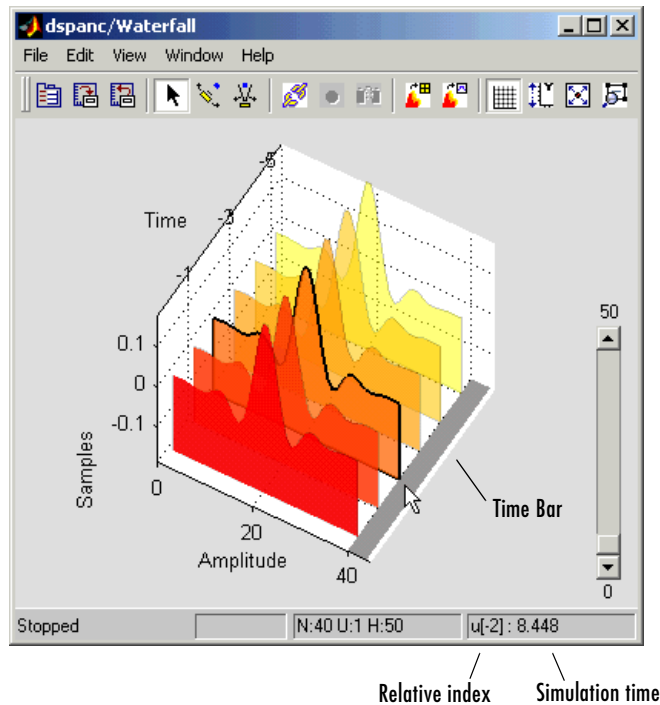 dspanc/Waterfall
File Edit View Window Help
-5
Time
-3
-1
50
0.1
0
-0.1
Samples
0
20
Amplitude
40
Time Bar
0
Stopped
N:40 U:1 H:50
u[-2] : 8.448
Relative index
Simulation time